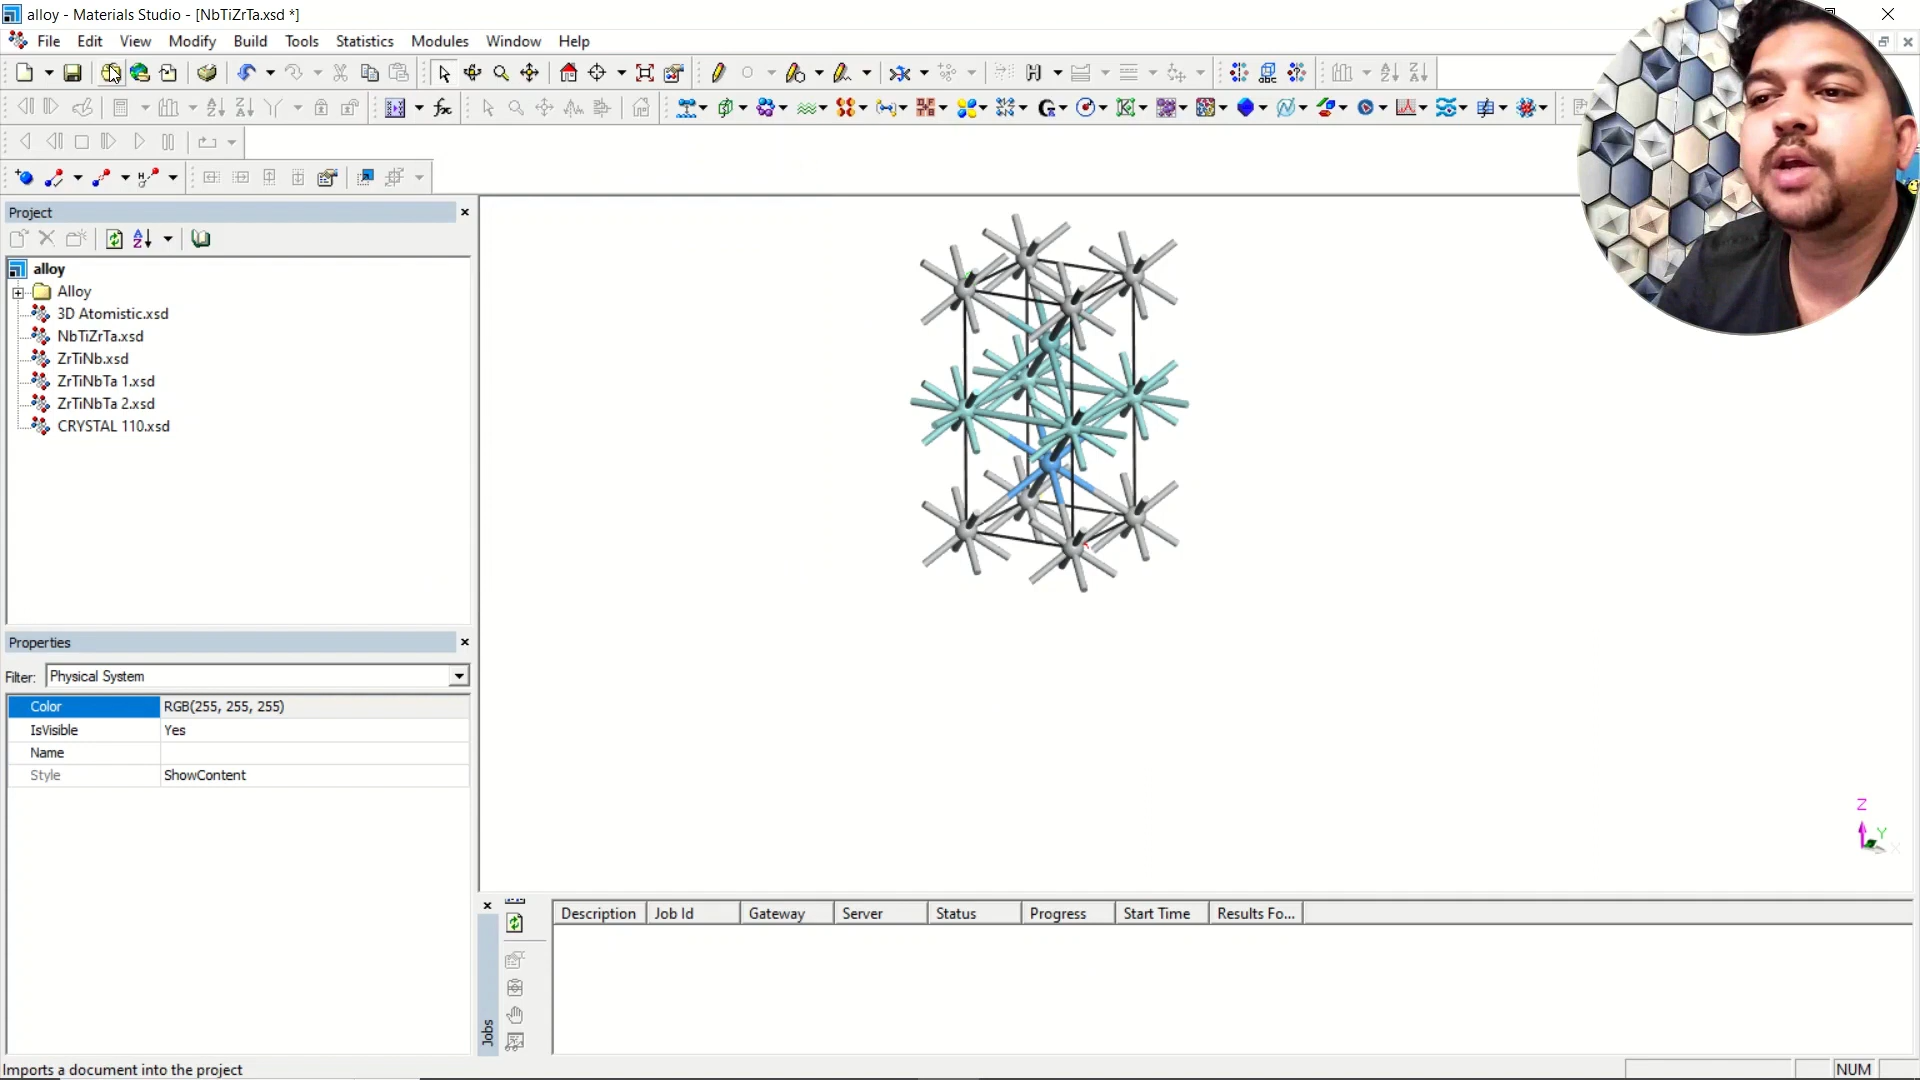 alloy - Materials Studio - [NbTiZrTa.xsd *]
File Edit View Modify Build Tools Statistics Modules Window Help
Project
alloy
Alloy
3D Atomistic.xsd
NbTiZrTa.xsd
ZrTiNb.xsd
ZrTiNbTa 1.xsd
ZrTiNbTa 2.xsd
CRYSTAL 110.xsd
Properties
Filter: Physical System
Color RGB(255, 255, 255)
IsVisible Yes
Name
Style ShowContent
Z
Y
X
Jobs
Description Job Id Gateway Server Status Progress Start Time Results Fo...
Imports a document into the project
NUM